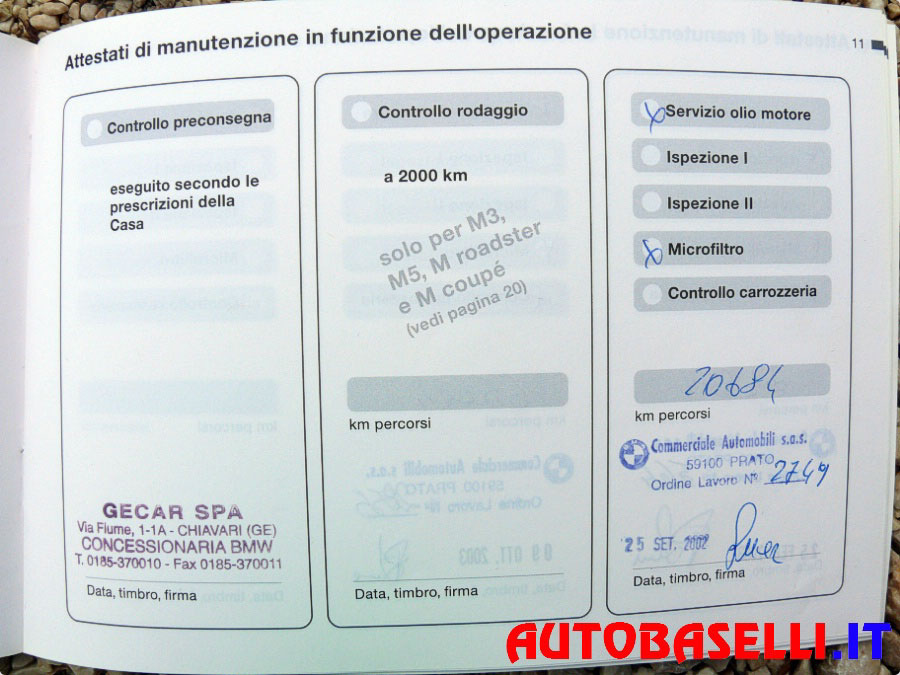 Attestati di manutenzione in funzione dell'operazione
11
Controllo preconsegna
eseguito secondo le
prescrizioni della
Casa
GECAR SPA
Via Fiume, 1-1A - CHIAVARI (GE)
CONCESSIONARIA BMW
T. 0185-370010 - Fax 0185-370011
Data, timbro, firma
Controllo rodaggio
a 2000 km
solo per M3,
M5, M roadster
e M coupé
(vedi pagina 20)
km percorsi
Data, timbro, firma
Servizio olio motore
Ispezione I
Ispezione II
Microfiltro
Controllo carrozzeria
20684
km percorsi
Commerciale Automobili s.a.s.
59100 PRATO
Ordine Lavoro N° 2749
25 SET. 2002
Data, timbro, firma
AUTOBASELLI.IT